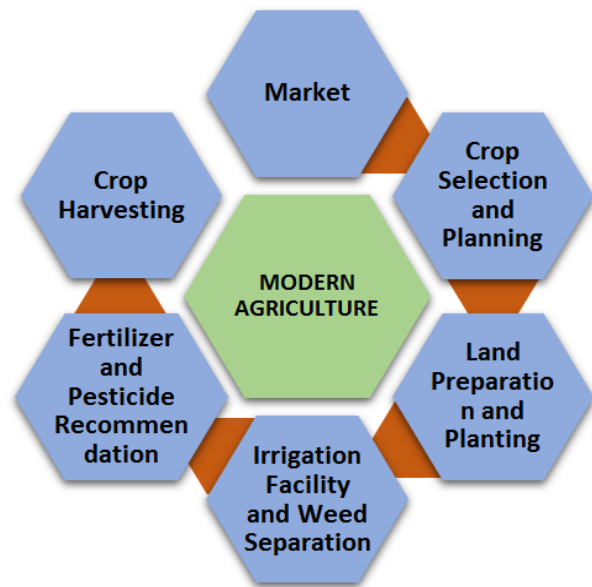 Market
Crop
Selection
and
Planning
Land
Preparatio
n and
Planting
Irrigation
Facility
and Weed
Separation
Fertilizer
and
Pesticide
Recommen
dation
Crop
Harvesting
MODERN
AGRICULTURE